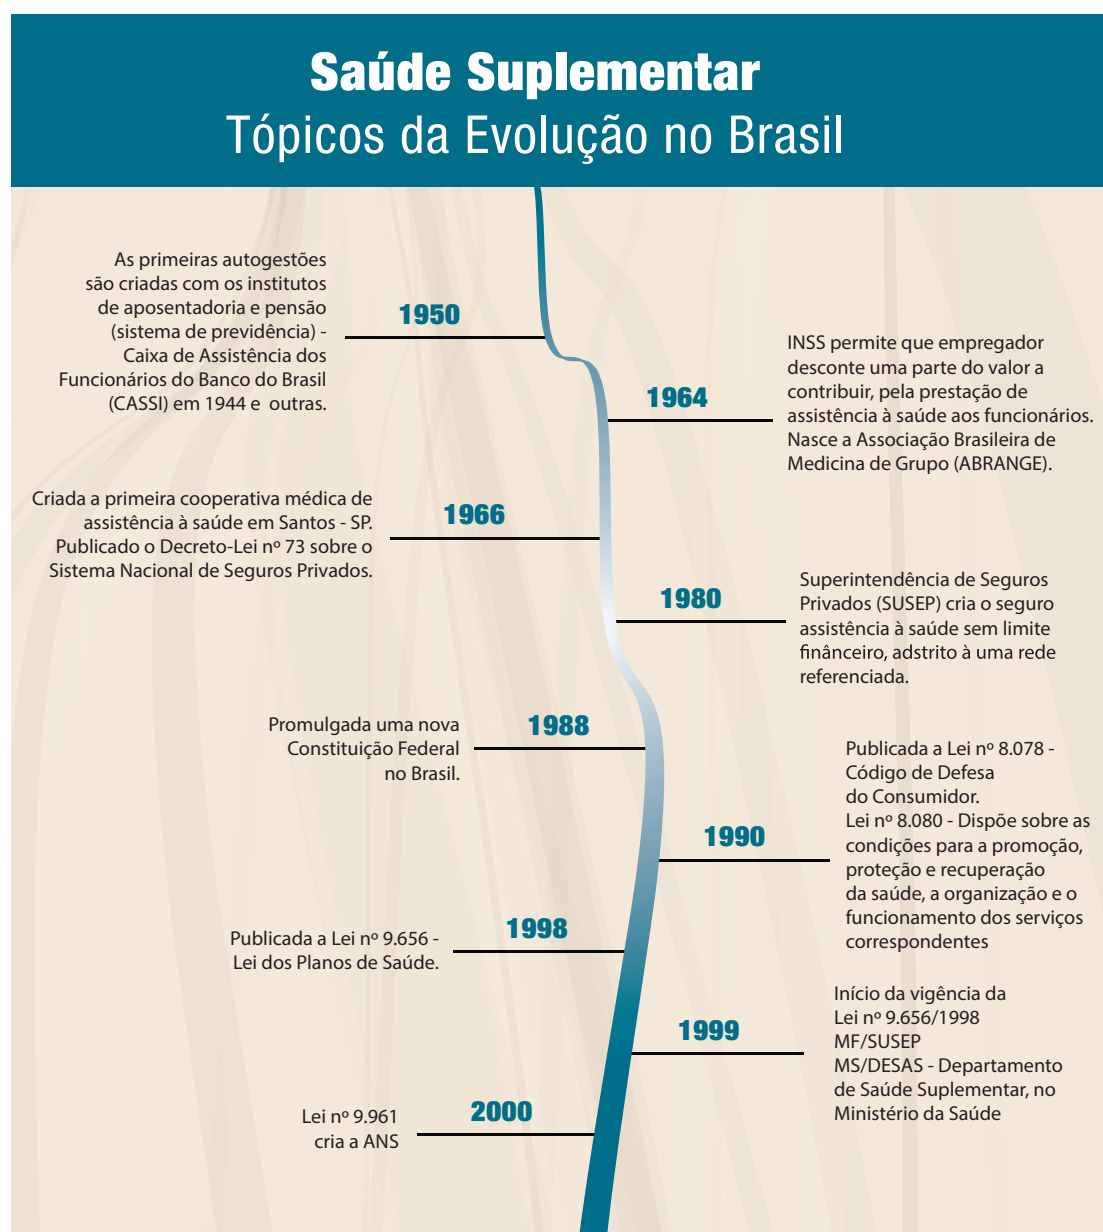 Saúde Suplementar
Tópicos da Evolução no Brasil
As primeiras autogestões
são criadas com os institutos
de aposentadoria e pensão
(sistema de previdência) -
Caixa de Assistência dos
Funcionários do Banco do Brasil
(CASSI) em 1944 e outras.
1950
1964
INSS permite que empregador
desconte uma parte do valor a
contribuir, pela prestação de
assistência à saúde aos funcionários.
Nasce a Associação Brasileira de
Medicina de Grupo (ABRANGE).
Criada a primeira cooperativa médica de
assistência à saúde em Santos - SP.
Publicado o Decreto-Lei nº 73 sobre o
Sistema Nacional de Seguros Privados.
1966
1980
Superintendência de Seguros
Privados (SUSEP) cria o seguro
assistência à saúde sem limite
finânceiro, adstrito à uma rede
referenciada.
Promulgada uma nova
Constituição Federal
no Brasil.
1988
1990
Publicada a Lei nº 8.078 -
Código de Defesa
do Consumidor.
Lei nº 8.080 - Dispõe sobre as
condições para a promoção,
proteção e recuperação
da saúde, a organização e o
funcionamento dos serviços
correspondentes
Publicada a Lei nº 9.656 -
Lei dos Planos de Saúde.
1998
1999
Início da vigência da
Lei nº 9.656/1998
MF/SUSEP
MS/DESAS - Departamento
de Saúde Suplementar, no
Ministério da Saúde
Lei nº 9.961
cria a ANS
2000